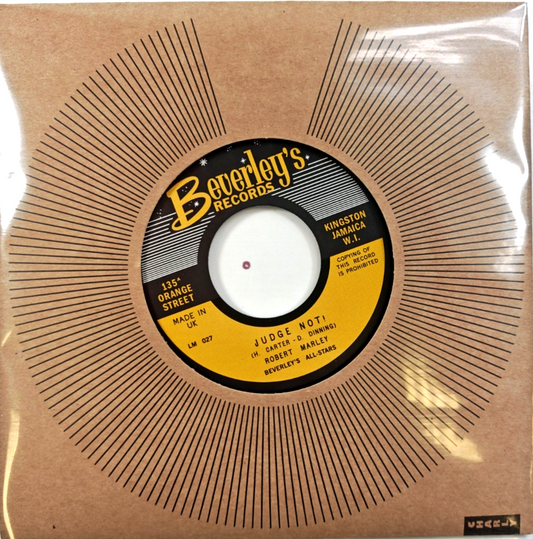 Beverley's
RECORDS
KINGSTON
JAMAICA
W.I.
COPYING OF
THIS RECORD
IS PROHIBITED
135ᴬ
ORANGE
STREET
MADE IN
UK
LM 027
JUDGE NOT!
(H. CARTER - D. DINNING)
ROBERT MARLEY
BEVERLEY'S ALL-STARS
CHARLY